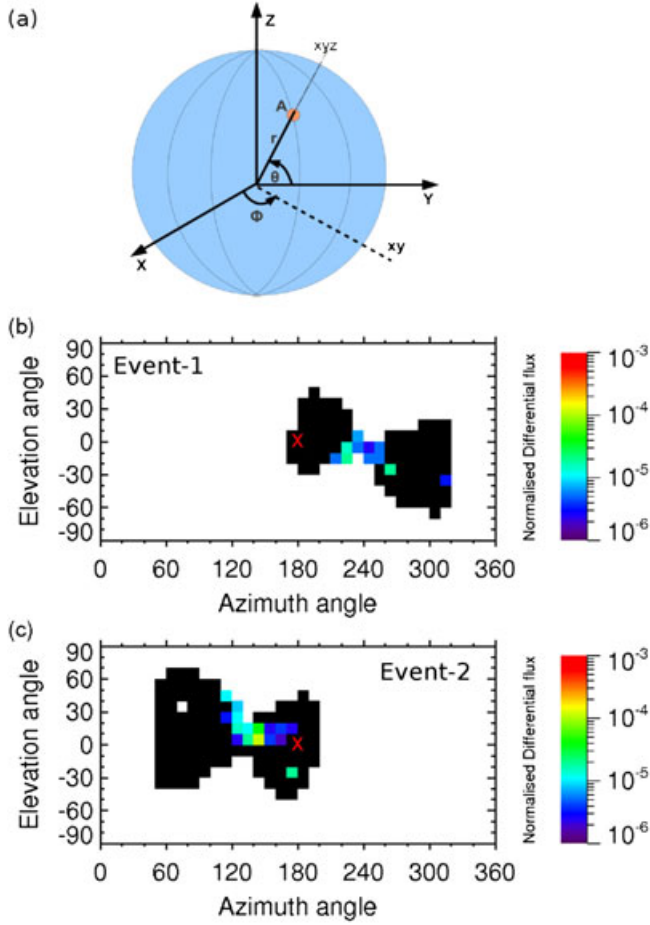 (a)
Z
xyz
A
r
θ
Y
Φ
X
xy
(b)
90
60
30
0
-30
-60
-90
Elevation angle
Event-1
X
0 60 120 180 240 300 360
Azimuth angle
Normalised Differential flux
10-3
10-4
10-5
10-6
(c)
90
60
30
0
-30
-60
-90
Elevation angle
Event-2
X
0 60 120 180 240 300 360
Azimuth angle
Normalised Differential flux
10-3
10-4
10-5
10-6